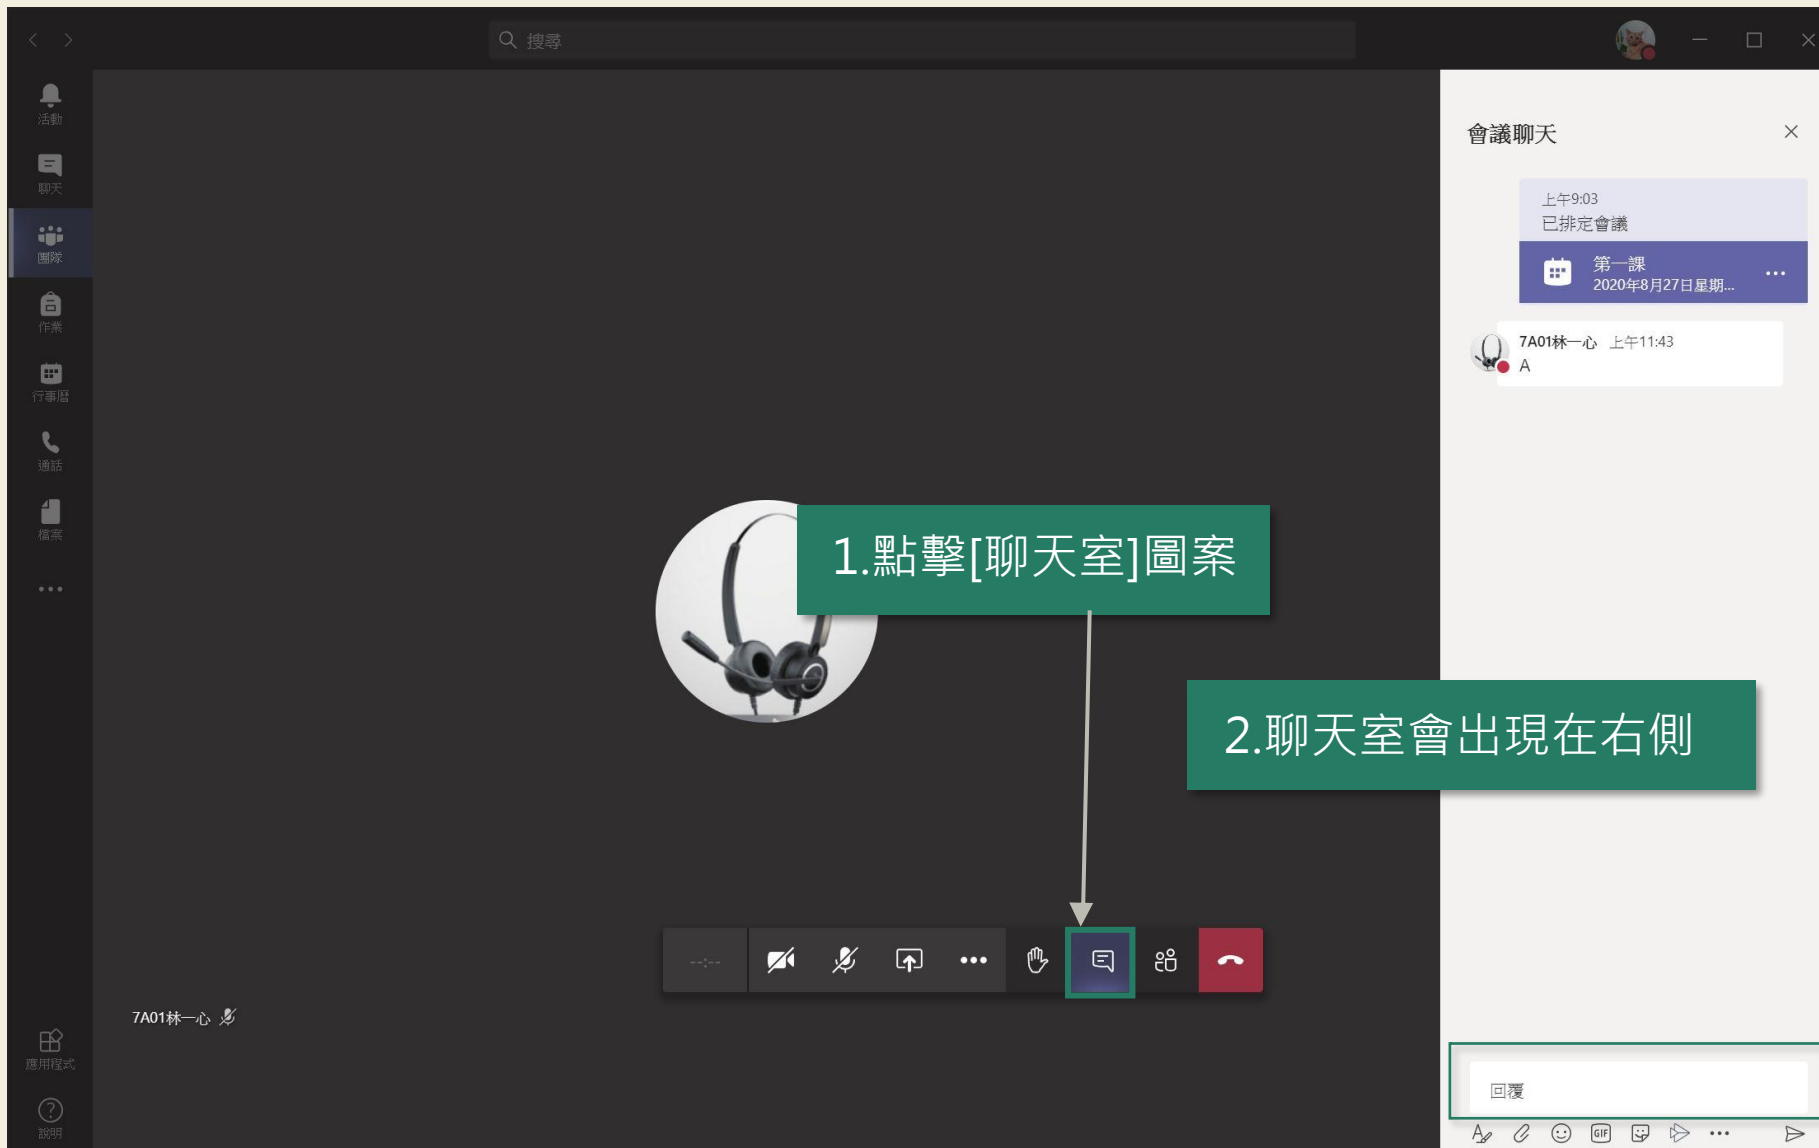 搜尋
活動
聊天
團隊
作業
行事曆
通話
檔案
應用程式
說明
1.點擊[聊天室]圖案
2.聊天室會出現在右側
--:--
7A01林一心
會議聊天
上午9:03
已排定會議
第一課
2020年8月27日星期...
7A01林一心 上午11:43
A
回覆
GIF